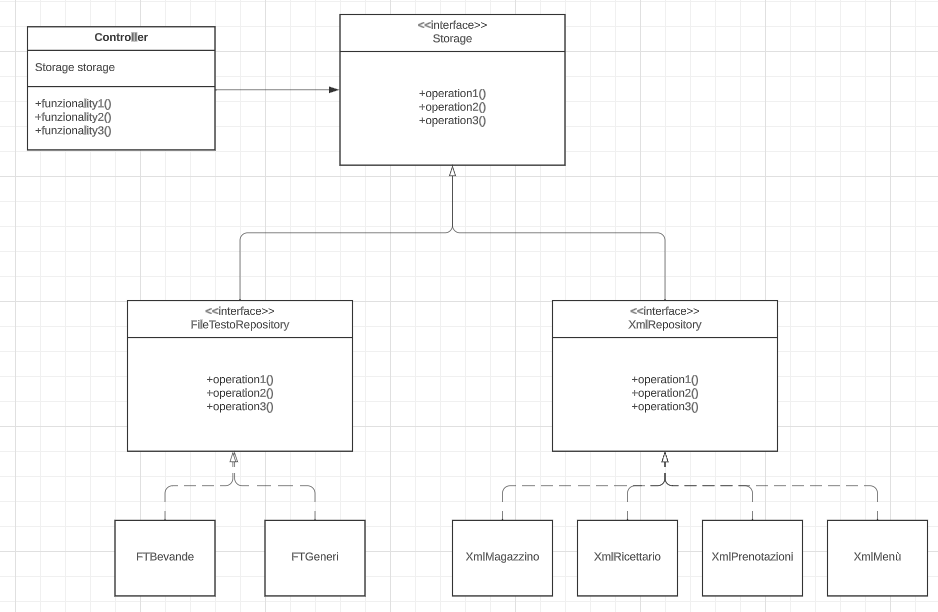 Controller
Storage storage
+funzionality1()
+funzionality2()
+funzionality3()
<<interface>>
Storage
+operation1()
+operation2()
+operation3()
<<interface>>
FileTestoRepository
+operation1()
+operation2()
+operation3()
<<interface>>
XmlRepository
+operation1()
+operation2()
+operation3()
FTBevande
FTGeneri
XmlMagazzino
XmlRicettario
XmlPrenotazioni
XmlMenù